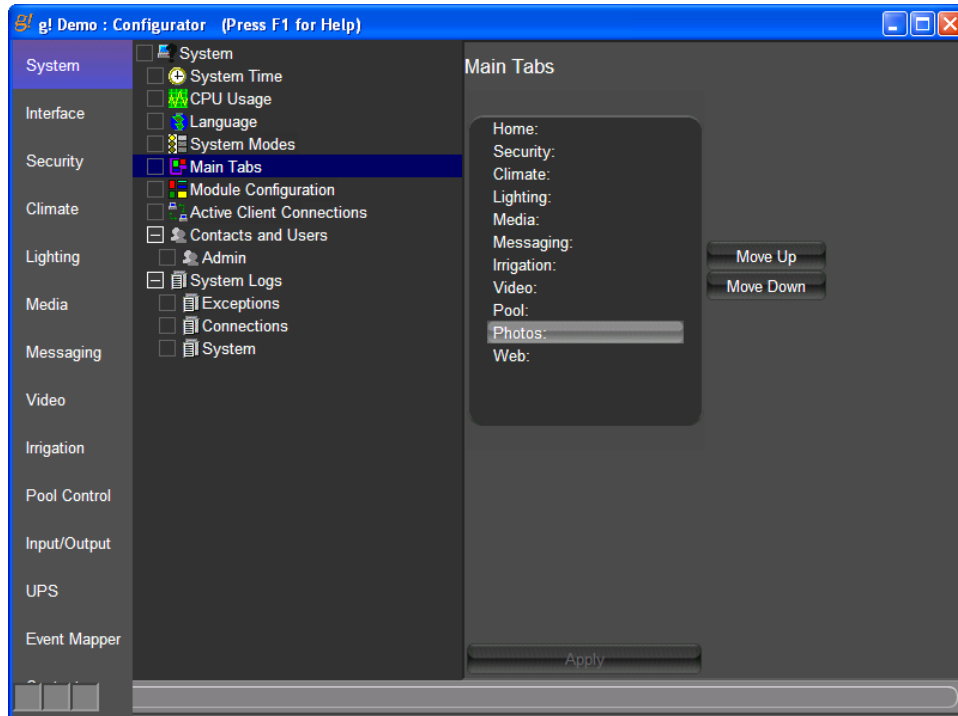 g! g! Demo : Configurator (Press F1 for Help)
System
Interface
Security
Climate
Lighting
Media
Messaging
Video
Irrigation
Pool Control
Input/Output
UPS
Event Mapper
System
System Time
CPU Usage
Language
System Modes
Main Tabs
Module Configuration
Active Client Connections
Contacts and Users
Admin
System Logs
Exceptions
Connections
System
Main Tabs
Home:
Security:
Climate:
Lighting:
Media:
Messaging:
Irrigation:
Video:
Pool:
Photos:
Web:
Move Up
Move Down
Apply